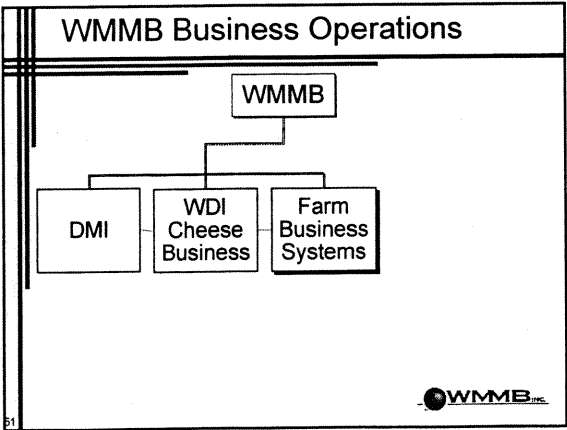 WMMB Business Operations
WMMB
DMI
WDI
Cheese
Business
Farm
Business
Systems
WMMB INC.
51